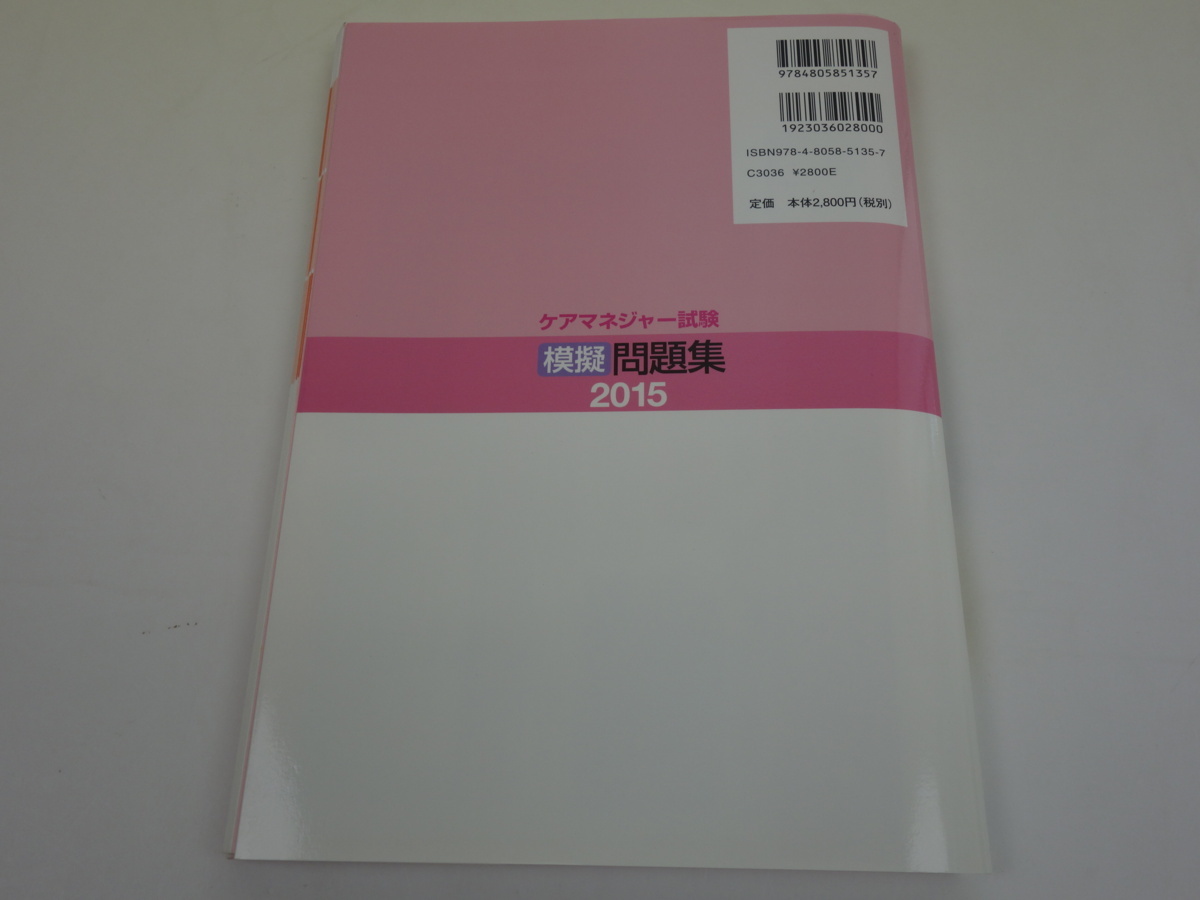 9784805851357
1923036028000
ISBN978-4-8058-5135-7
C3036 ¥2800E
定価 本体2,800円(税別)
ケアマネジャー試験
模擬問題集
2015